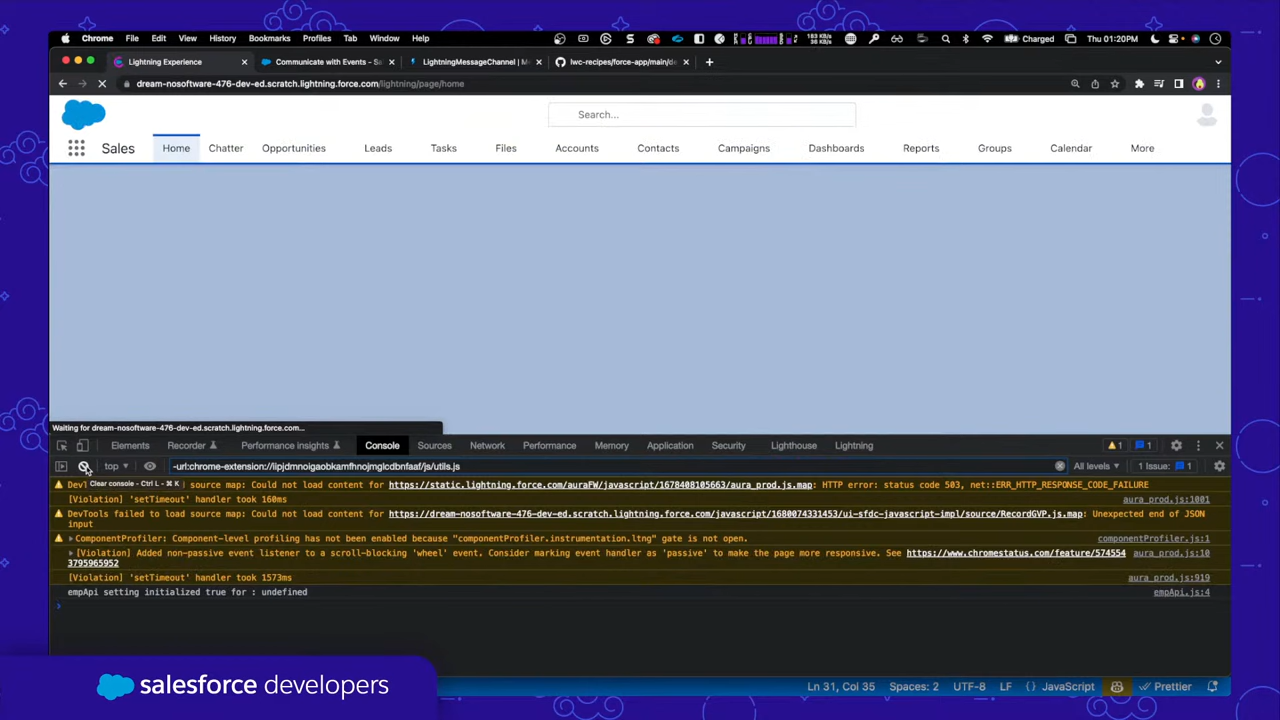 Chrome File Edit View History Bookmarks Profiles Tab Window Help Charged Thu 01:20PM
Lightning Experience Communicate with Events - Sa LightningMessageChannel | M lwc-recipes/force-app/main/de
dream-nosoftware-476-dev-ed.scratch.lightning.force.com/lightning/page/home
Search...
Sales Home Chatter Opportunities Leads Tasks Files Accounts Contacts Campaigns Dashboards Reports Groups Calendar More
Waiting for dream-nosoftware-476-dev-ed.scratch.lightning.force.com...
Elements Recorder Performance insights Console Sources Network Performance Memory Application Security Lighthouse Lightning 1 1
top -url:chrome-extension://lipjdmnoigaobkamfhnojmglcdbnfaaf/js/utils.js All levels 1 Issue: 1
Clear console - Ctrl L - ⌘ K
source map: Could not load content for https://static.lightning.force.com/auraFW/javascript/1678408105663/aura_prod.js.map: HTTP error: status code 503, net::ERR_HTTP_RESPONSE_CODE_FAILURE
[Violation] 'setTimeout' handler took 160ms aura_prod.js:1001
DevTools failed to load source map: Could not load content for https://dream-nosoftware-476-dev-ed.scratch.lightning.force.com/javascript/1680074331453/ui-sfdc-javascript-impl/source/RecordGVP.js.map: Unexpected end of JSON
input
ComponentProfiler: Component-level profiling has not been enabled because "componentProfiler.instrumentation.ltng" gate is not open. componentProfiler.js:1
[Violation] Added non-passive event listener to a scroll-blocking 'wheel' event. Consider marking event handler as 'passive' to make the page more responsive. See https://www.chromestatus.com/feature/574554 aura_prod.js:10
3795965952
[Violation] 'setTimeout' handler took 1573ms aura_prod.js:919
empApi setting initialized true for : undefined empApi.js:4
Ln 31, Col 35 Spaces: 2 UTF-8 LF {} JavaScript Prettier
salesforce developers